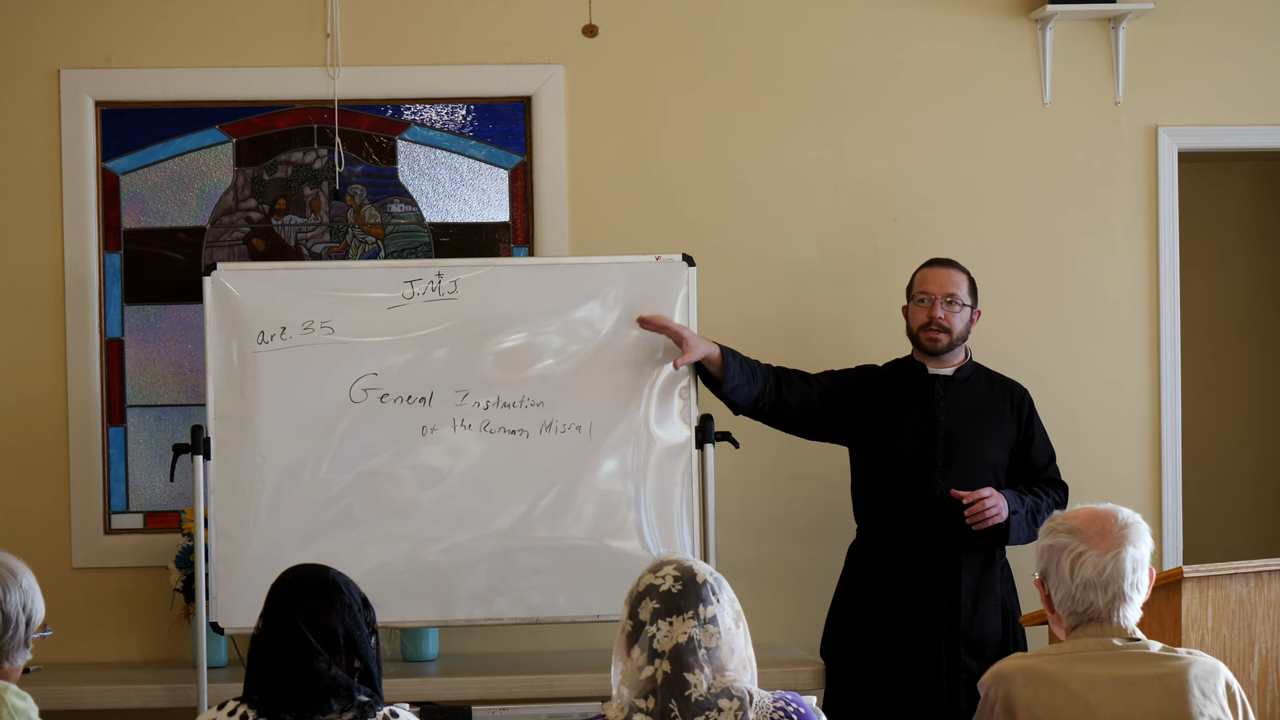 J.M.J.
art. 35
General Instruction
of the Roman Missal